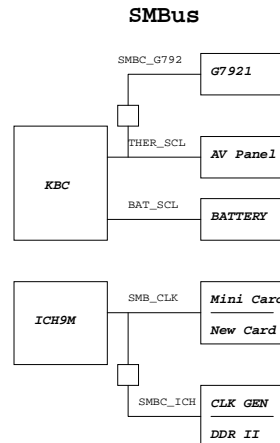 SMBus
SMBC_G792
G7921
THER_SCL
AV Panel
KBC
BAT_SCL
BATTERY
SMB_CLK
Mini Card
ICH9M
New Card
SMBC_ICH
CLK GEN
DDR II